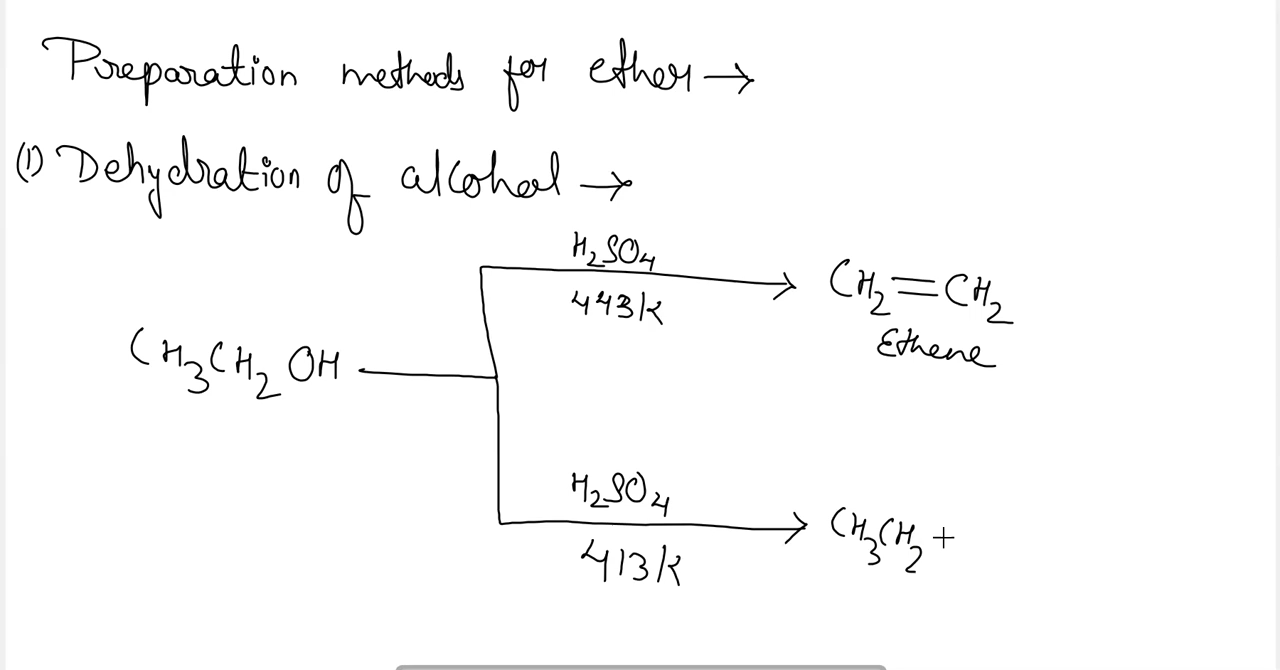 Preparation methods for ether →
(1) Dehydration of alcohol →
H₂SO₄
443K
CH₂=CH₂
Ethene
CH₃CH₂OH
H₂SO₄
413K
CH₃CH₂ +